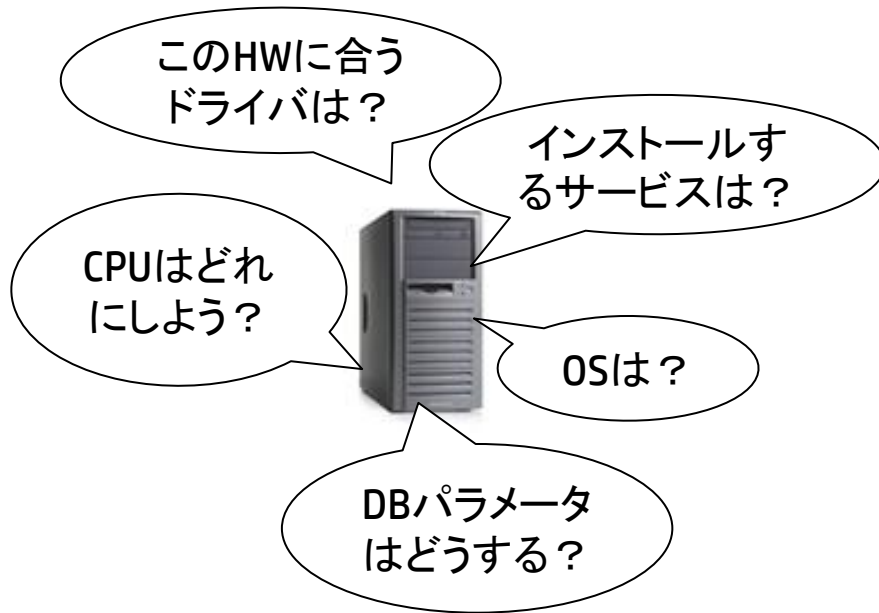 このHWに合う
ドライバは？
インストールす
るサービスは？
CPUはどれ
にしよう？
OSは？
DBパラメータ
はどうする？